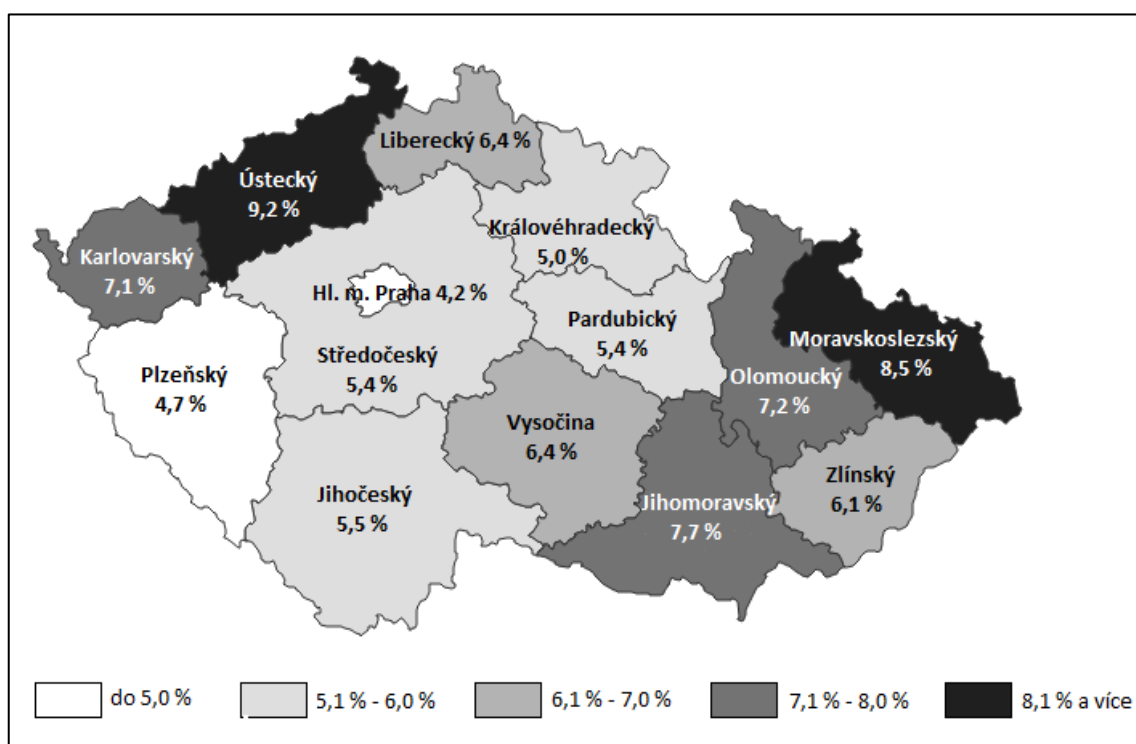 Liberecký 6,4 %
Ústecký
9,2 %
Královéhradecký
5,0 %
Karlovarský
7,1 %
Hl. m. Praha 4,2 %
Pardubický
5,4 %
Moravskoslezský
8,5 %
Středočeský
5,4 %
Plzeňský
4,7 %
Olomoucký
7,2 %
Vysočina
6,4 %
Zlínský
6,1 %
Jihočeský
5,5 %
Jihomoravský
7,7 %
do 5,0 %
5,1 % - 6,0 %
6,1 % - 7,0 %
7,1 % - 8,0 %
8,1 % a více